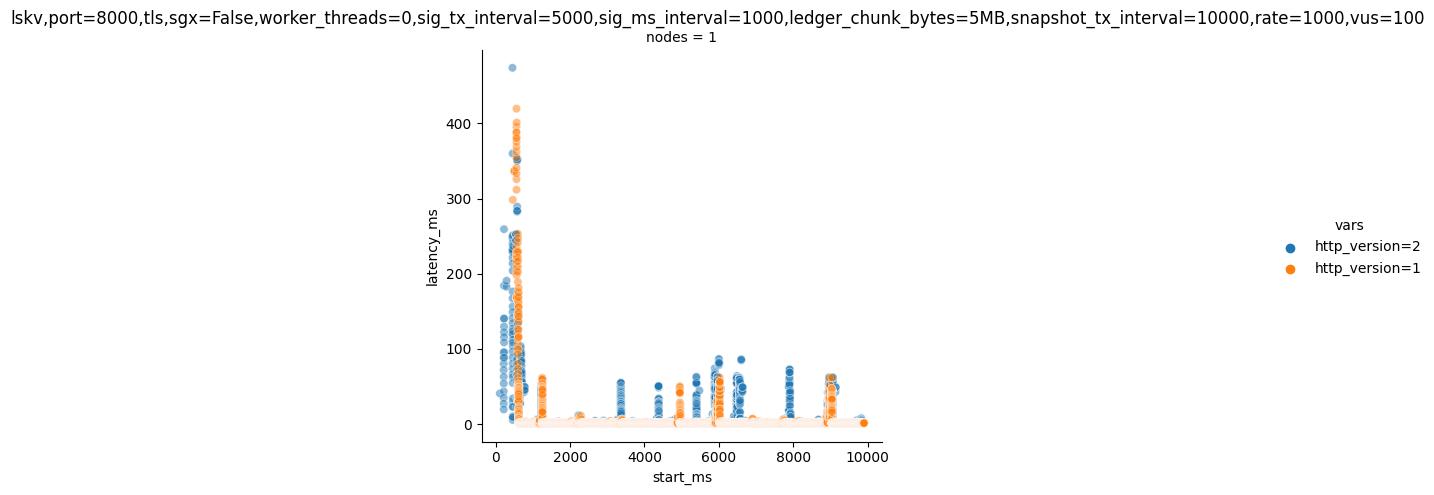 lskv,port=8000,tls,sgx=False,worker_threads=0,sig_tx_interval=5000,sig_ms_interval=1000,ledger_chunk_bytes=5MB,snapshot_tx_interval=10000,rate=1000,vus=100
nodes = 1
400
300
200
100
0
latency_ms
0 2000 4000 6000 8000 10000
start_ms
vars
http_version=2
http_version=1